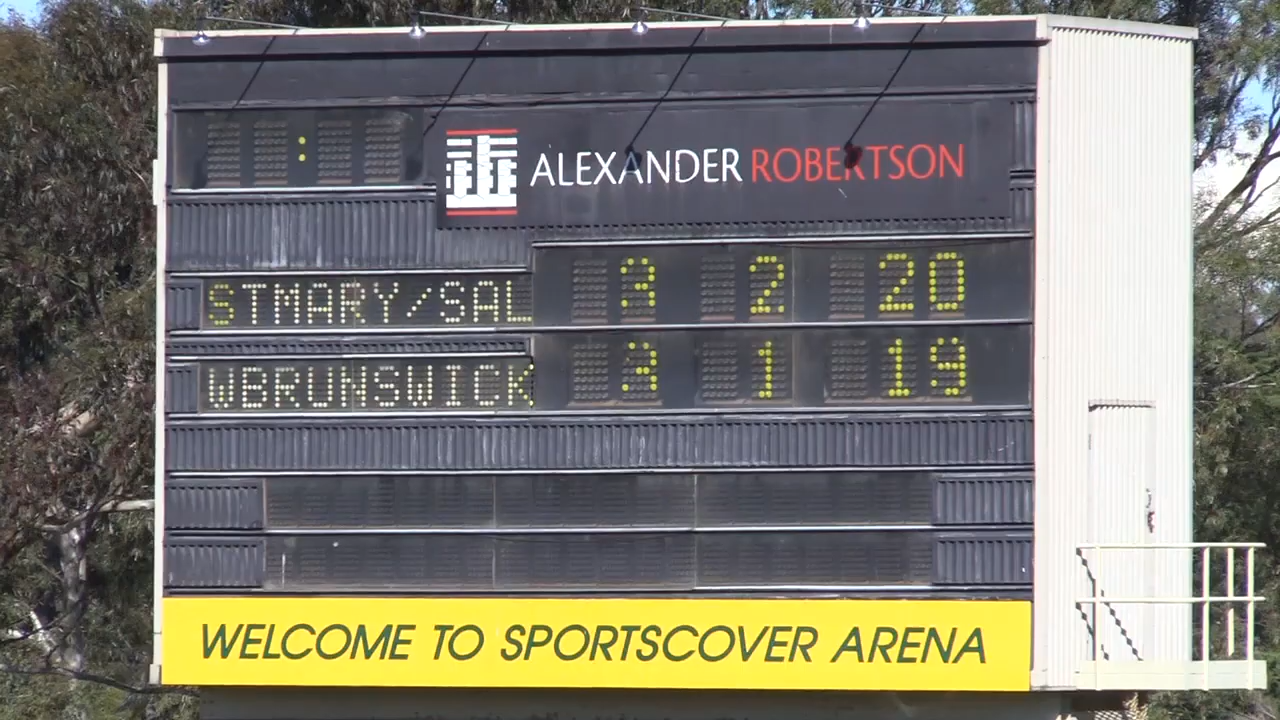 :
ALEXANDER ROBERTSON
STMARY/SAL 3 2 20
WBRUNSWICK 3 1 19
WELCOME TO SPORTSCOVER ARENA